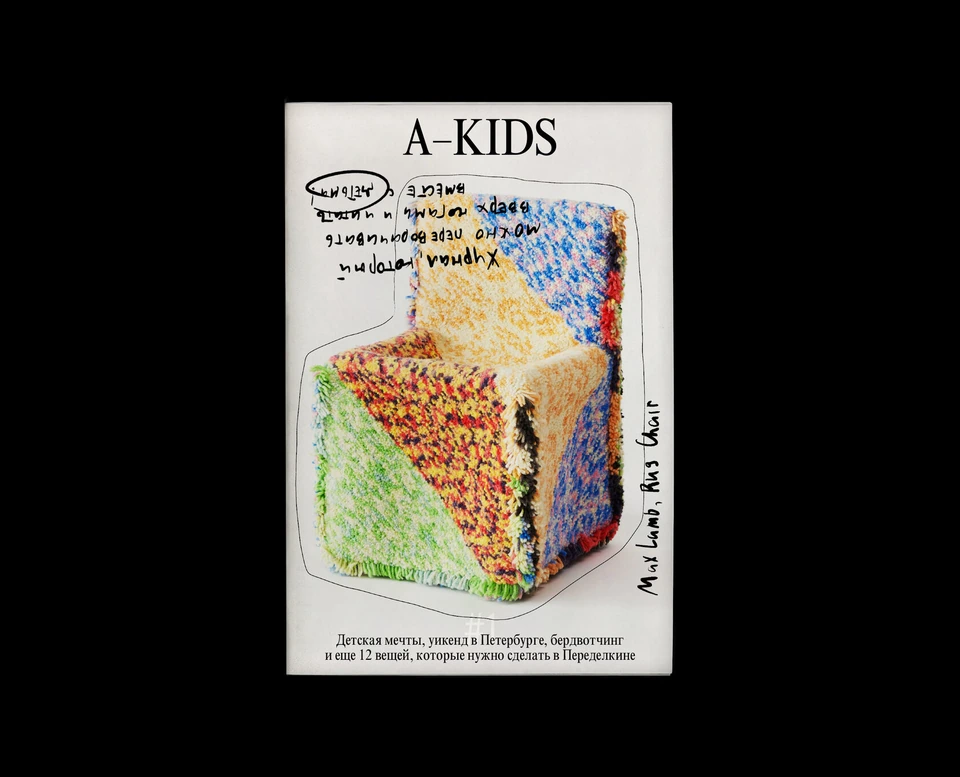 A–KIDS
Журнал, который
можно переворачивать
вверх ногами и читать
вместе с детьми!
Max Lamb, Rug Chair
#1
Детская мечты, уикенд в Петербурге, бердвотчинг
и еще 12 вещей, которые нужно сделать в Переделкине